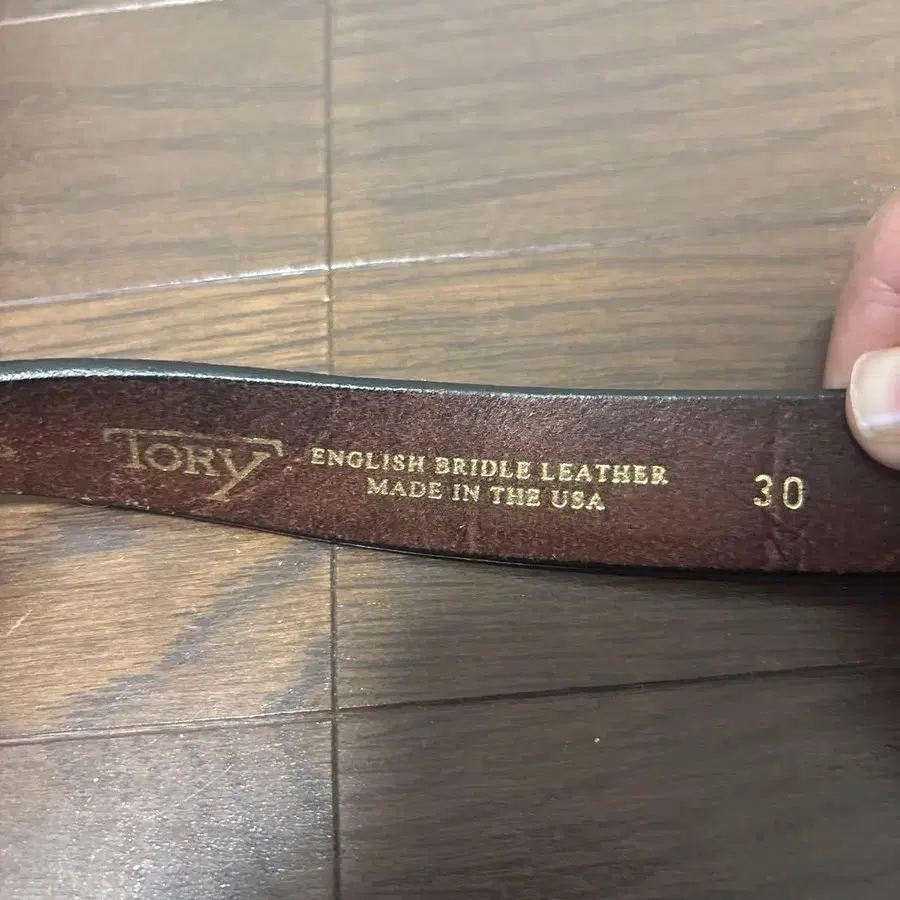 TORY
ENGLISH BRIDLE LEATHER
MADE IN THE USA
30